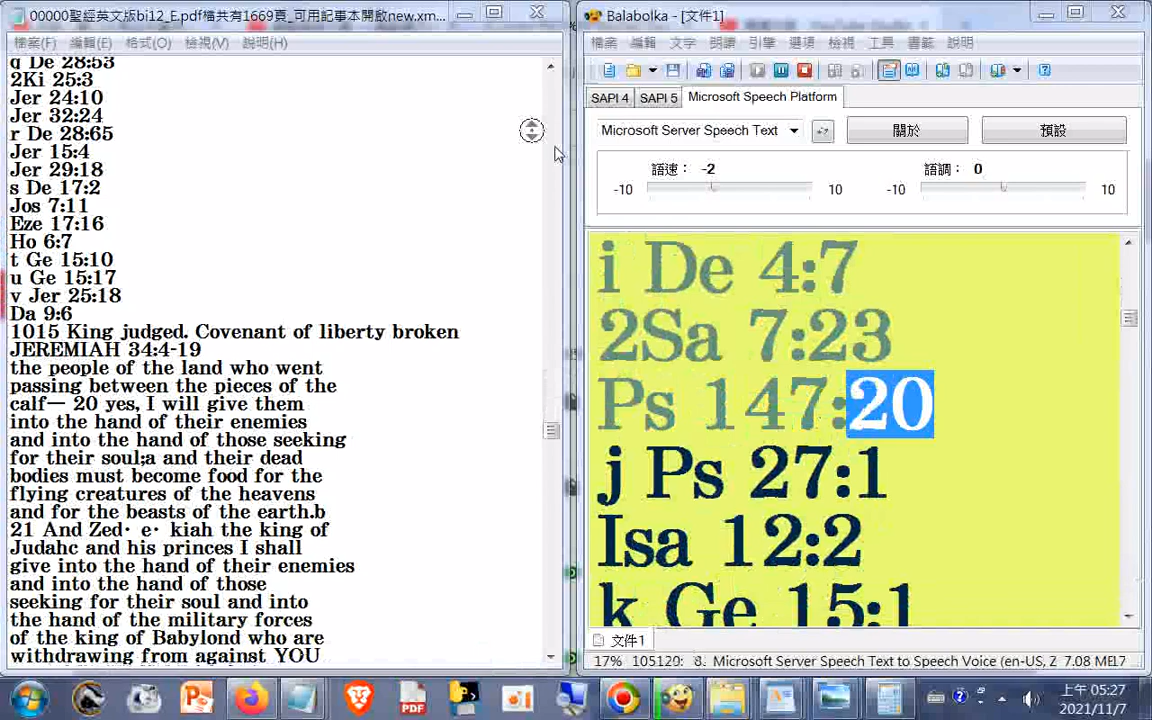 00000聖經英文版bi12_E.pdf檔共有1669頁_可用記事本開啟new.xm...
檔案(F) 編輯(E) 格式(O) 檢視(V) 說明(H)
q De 28:53
2Ki 25:3
Jer 24:10
Jer 32:24
r De 28:65
Jer 15:4
Jer 29:18
s De 17:2
Jos 7:11
Eze 17:16
Ho 6:7
t Ge 15:10
u Ge 15:17
v Jer 25:18
Da 9:6
1015 King judged. Covenant of liberty broken
JEREMIAH 34:4-19
the people of the land who went
passing between the pieces of the
calf— 20 yes, I will give them
into the hand of their enemies
and into the hand of those seeking
for their soul;a and their dead
bodies must become food for the
flying creatures of the heavens
and for the beasts of the earth.b
21 And Zed· e· kiah the king of
Judahc and his princes I shall
give into the hand of their enemies
and into the hand of those
seeking for their soul and into
the hand of the military forces
of the king of Babylond who are
withdrawing from against YOU
Balabolka - [文件1]
檔案 編輯 文字 朗讀 引擎 選項 檢視 工具 書籤 說明
SAPI 4 SAPI 5 Microsoft Speech Platform
Microsoft Server Speech Text 關於 預設
語速： -2 語調： 0
-10 10 -10 10
i De 4:7
2Sa 7:23
Ps 147:20
j Ps 27:1
Isa 12:2
k Ge 15:1
文件1
17% 105129: 8. Microsoft Server Speech Text to Speech Voice (en-US, Z 7.08 ME17
PDF
上午 05:27
2021/11/7